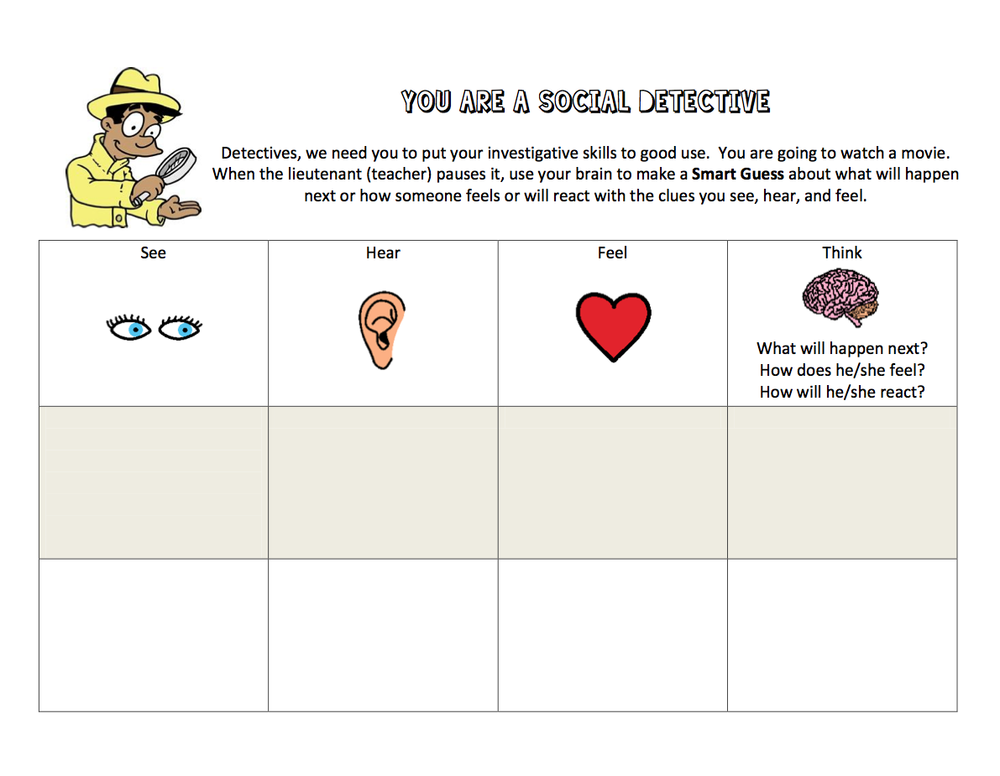 YOU ARE A SOCIAL DETECTIVE
Detectives, we need you to put your investigative skills to good use.  You are going to watch a movie.
When the lieutenant (teacher) pauses it, use your brain to make a Smart Guess about what will happen
next or how someone feels or will react with the clues you see, hear, and feel.
See
Hear
Feel
Think
What will happen next?
How does he/she feel?
How will he/she react?